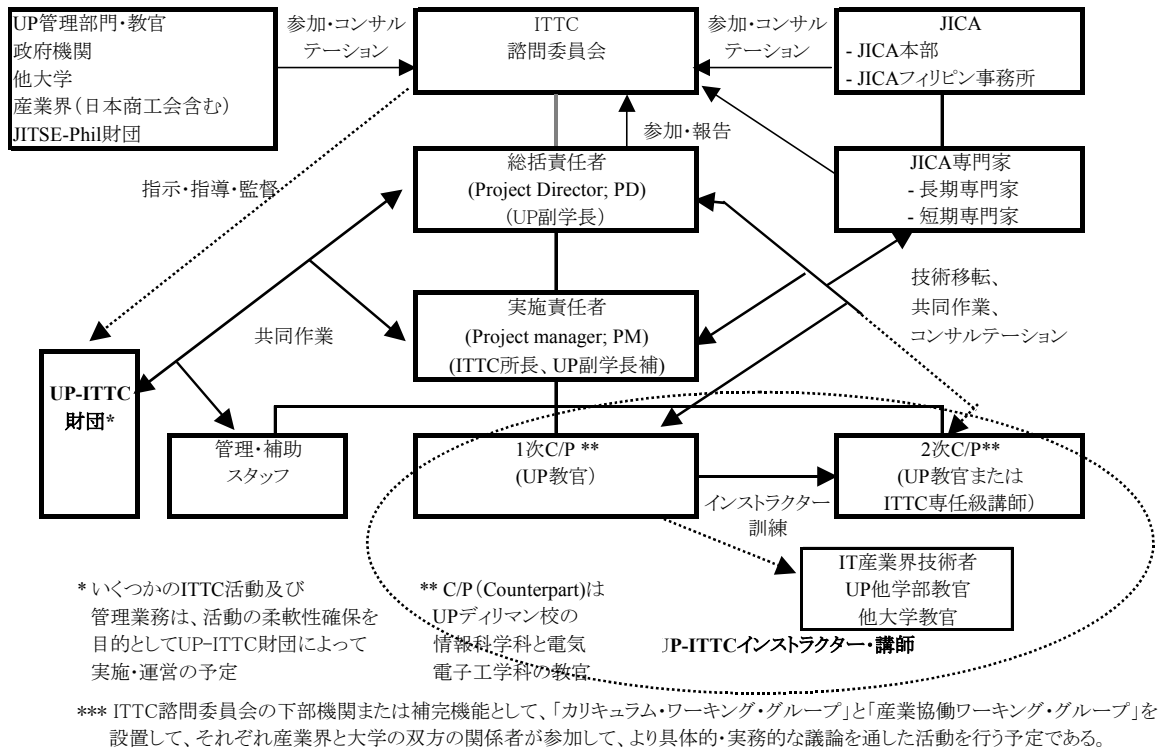 UP管理部門・教官
政府機関
他大学
産業界(日本商工会含む)
JITSE-Phil財団
参加・コンサル
テーション
ITTC
諮問委員会
参加・コンサル
テーション
JICA
- JICA本部
- JICAフィリピン事務所
参加・報告
指示・指導・監督
総括責任者
(Project Director; PD)
(UP副学長)
JICA専門家
- 長期専門家
- 短期専門家
技術移転、
共同作業、
コンサルテーション
共同作業
実施責任者
(Project manager; PM)
(ITTC所長、UP副学長補)
UP-ITTC
財団*
管理・補助
スタッフ
1次C/P **
(UP教官)
インストラクター
訓練
2次C/P**
(UP教官または
ITTC専任級講師)
IT産業界技術者
UP他学部教官
他大学教官
UP-ITTCインストラクター・講師
* いくつかのITTC活動及び
管理業務は、活動の柔軟性確保を
目的としてUP-ITTC財団によって
実施・運営の予定
** C/P(Counterpart)は
UPディリマン校の
情報科学科と電気
電子工学科の教官
*** ITTC諮問委員会の下部機関または補完機能として、「カリキュラム・ワーキング・グループ」と「産業協働ワーキング・グループ」を
設置して、それぞれ産業界と大学の双方の関係者が参加して、より具体的・実務的な議論を通した活動を行う予定である。